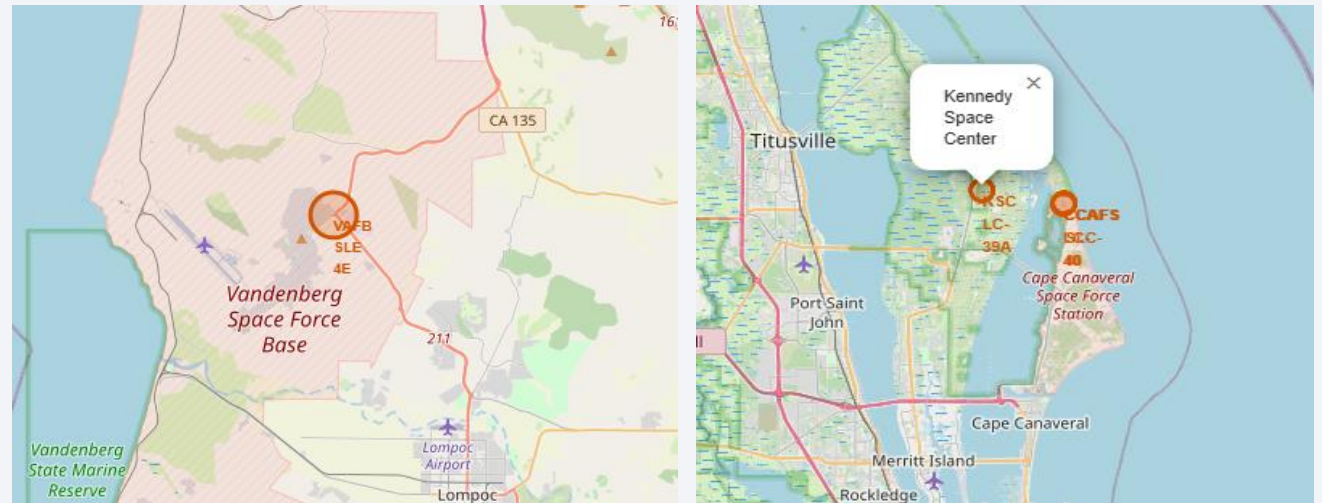 CA 135
VAFB
SLE
4E
Vandenberg
Space Force
Base
211
Vandenberg
State Marine
Reserve
Lompoc
Airport
Lompoc
Kennedy
Space
Center
Titusville
KSC
LC-
39A
CCAFS
40
Cape Canaveral
Space Force
Station
Port Saint
John
Cape Canaveral
Merritt Island
Rockledge